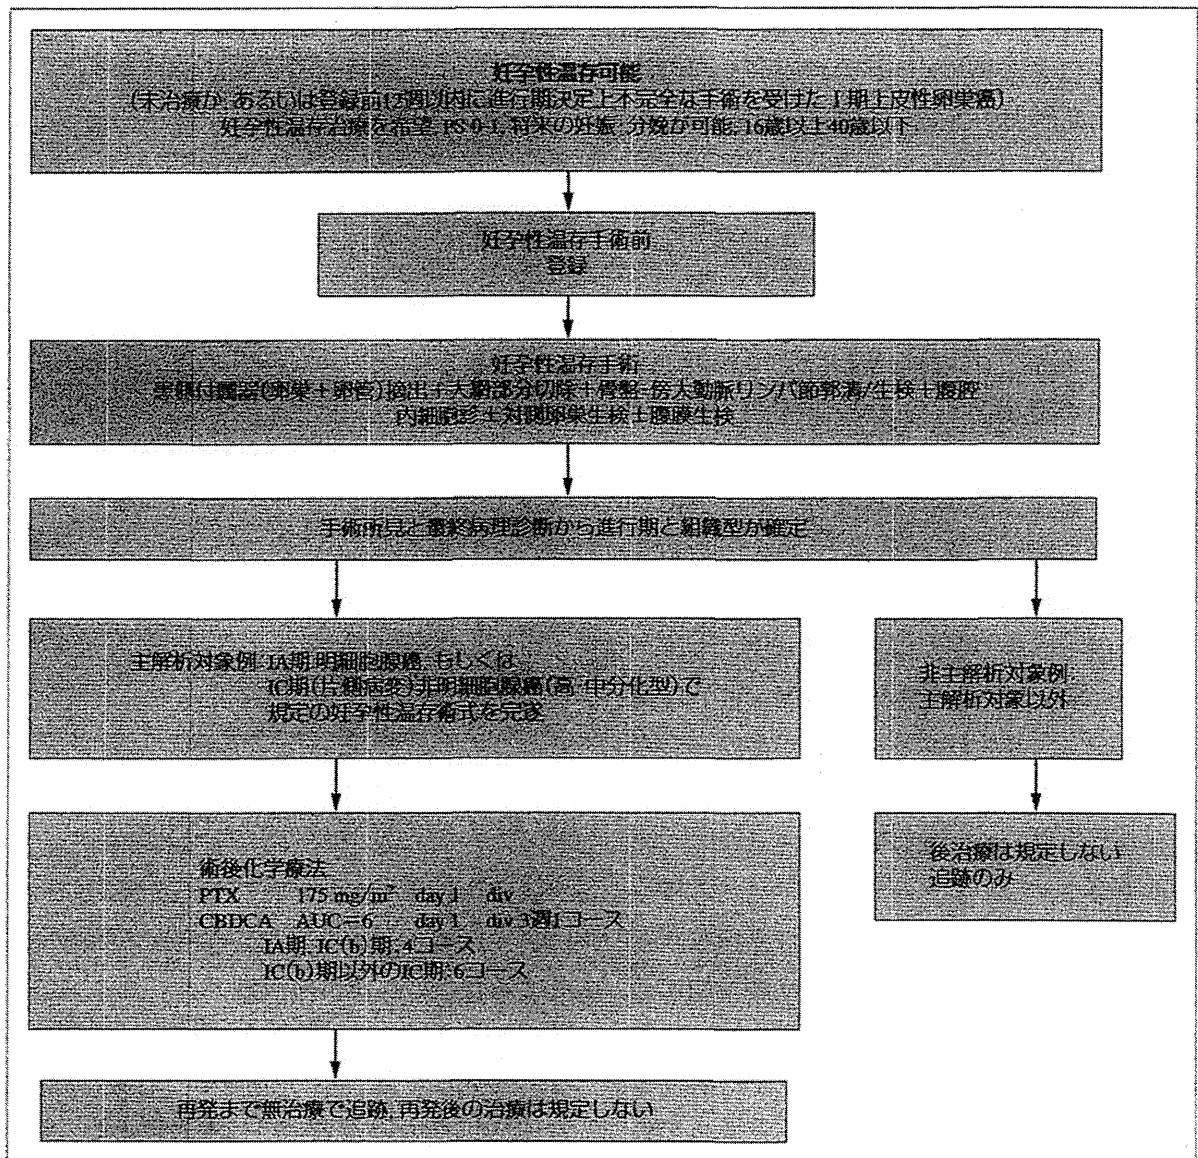 妊孕性温存可能
(未治療か, あるいは登録前12週以内に進行期決定上不完全な手術を受けたⅠ期上皮性卵巣癌)
妊孕性温存治療を希望, PS 0-1, 将来の妊娠・分娩が可能, 16歳以上40歳以下
妊孕性温存手術前
登録
妊孕性温存手術
患側付属器(卵巣＋卵管)摘出＋大網部分切除＋骨盤-傍大動脈リンパ節郭清/生検＋腹腔
内細胞診±対側卵巣生検±腹膜生検
手術所見と最終病理診断から進行期と組織型が確定
主解析対象例: IA期明細胞腺癌, もしくは
IC期(片側病変)非明細胞腺癌(高・中分化型)で
規定の妊孕性温存術式を完遂
非主解析対象例:
主解析対象以外
術後化学療法
PTX 175 mg/m² day 1 div
CBDCA AUC=6 day 1 div 3週1コース
IA期, IC(b)期: 4コース
IC(b)期以外のIC期: 6コース
後治療は規定しない
追跡のみ
再発まで無治療で追跡, 再発後の治療は規定しない